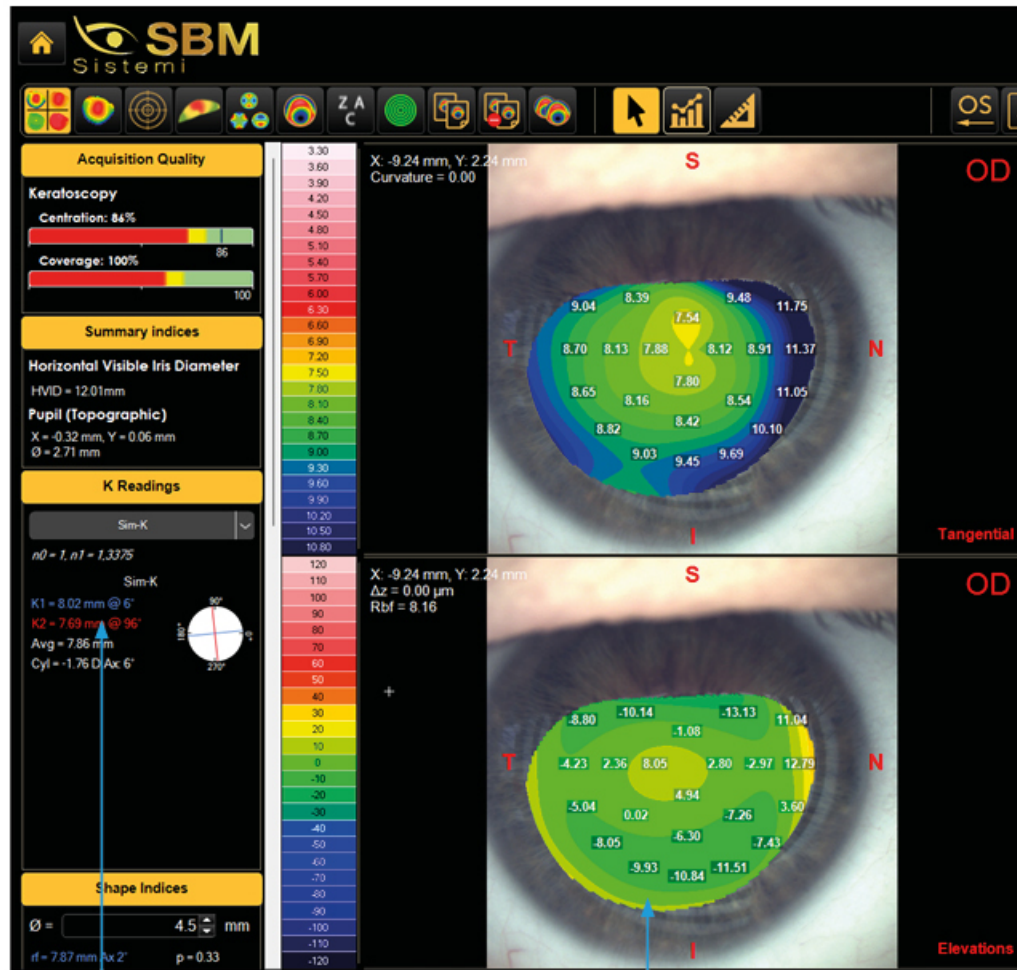 SBM
Sistemi
Z A
C
OS
Acquisition Quality
Keratoscopy
Centration: 86%
86
Coverage: 100%
100
Summary indices
Horizontal Visible Iris Diameter
HVID = 12.01mm
Pupil (Topographic)
X = -0.32 mm, Y = 0.06 mm
Ø = 2.71 mm
K Readings
Sim-K
n0 = 1, n1 = 1,3375
Sim-K
K1 = 8.02 mm @ 6°
K2 = 7.69 mm @ 96°
Avg = 7.86 mm
Cyl = -1.76 D Ax: 6°
90°
180°
0°
270°
Shape Indices
Ø = 4.5 mm
rf = 7.87 mm Ax 2°
p = 0.33
3.30
3.60
3.90
4.20
4.50
4.80
5.10
5.40
5.70
6.00
6.30
6.60
6.90
7.20
7.50
7.80
8.10
8.40
8.70
9.00
9.30
9.60
9.90
10.20
10.50
10.80
X: -9.24 mm, Y: 2.24 mm
Curvature = 0.00
S
OD
9.04 8.39 9.48 11.75
7.54
T 8.70 8.13 7.88 8.12 8.91 11.37 N
7.80
8.65 8.16 8.54 11.05
8.42
8.82 10.10
9.03 9.45 9.69
I
Tangential
120
110
100
90
80
70
60
50
40
30
20
10
0
-10
-20
-30
-40
-50
-60
-70
-80
-90
-100
-110
-120
X: -9.24 mm, Y: 2.24 mm
Δz = 0.00 µm
Rbf = 8.16
S
OD
-8.80 -10.14 -13.13 11.04
-1.08
T -4.23 2.36 8.05 2.80 -2.97 12.79 N
4.94
-5.04 0.02 -7.26 3.60
-6.30
-8.05 -7.43
-9.93 -10.84 -11.51
I
Elevations